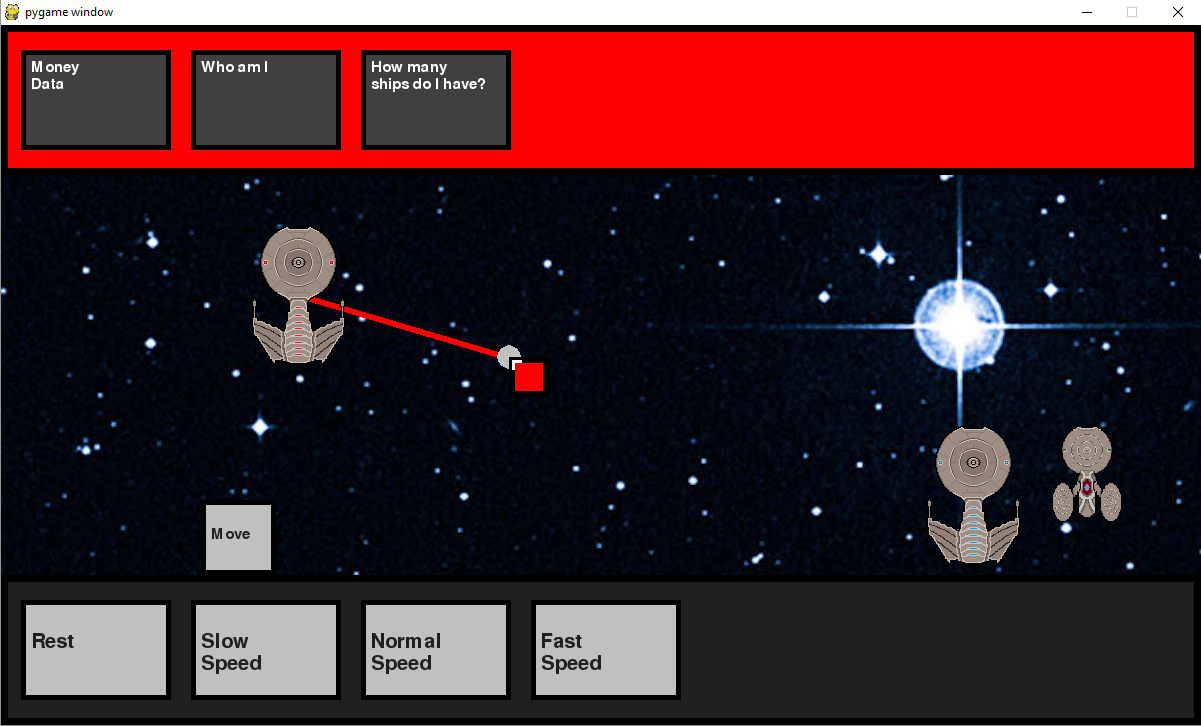 pygame window
Money
Data
Who am I
How many
ships do I have?
Move
Rest
Slow
Speed
Normal
Speed
Fast
Speed